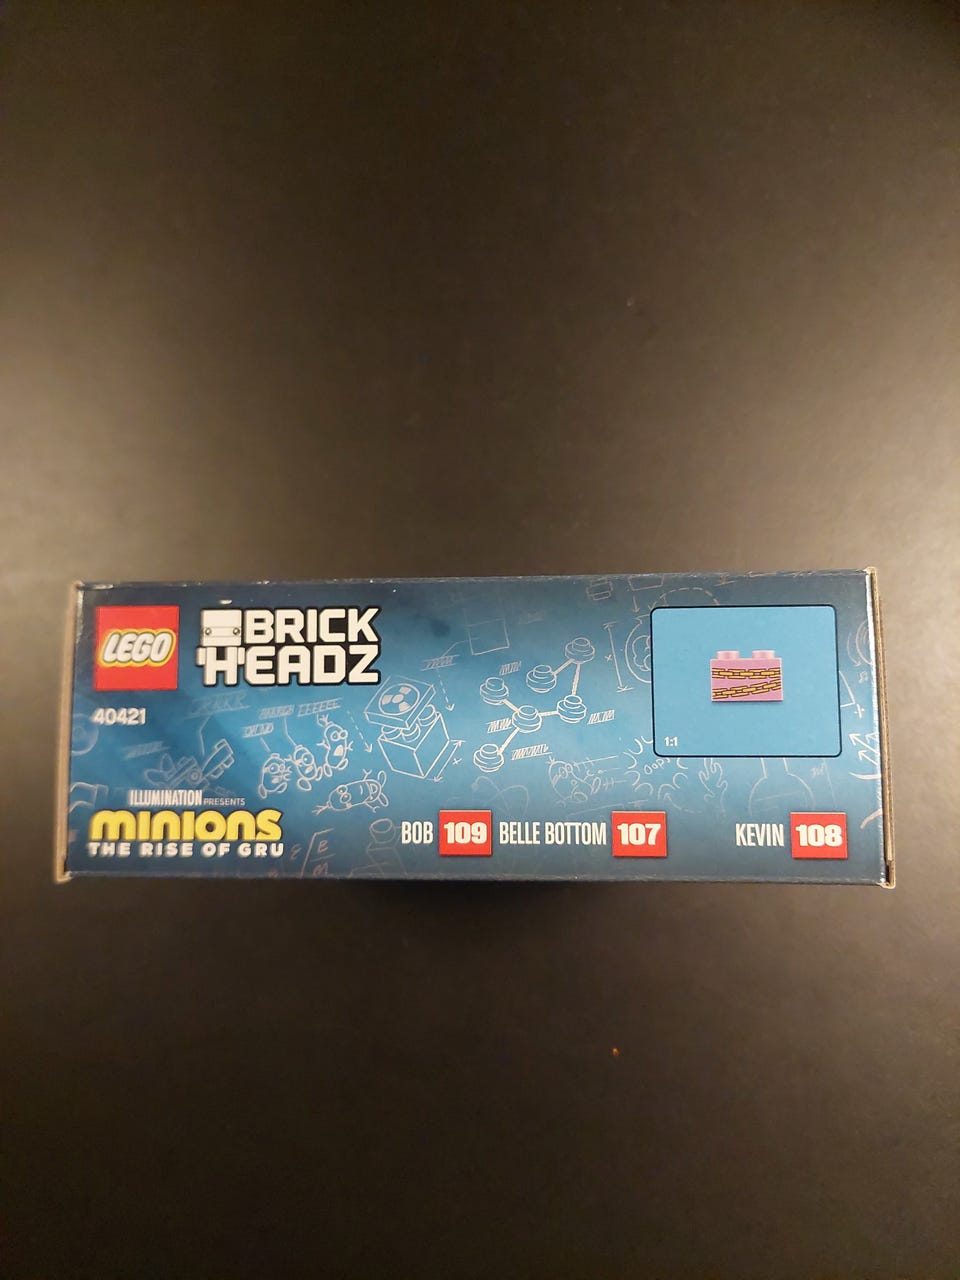 LEGO
BRICK
HEADZ
40421
ILLUMINATION PRESENTS
MINIONS
THE RISE OF GRU
BOB 109 BELLE BOTTOM 107 KEVIN 108
1:1